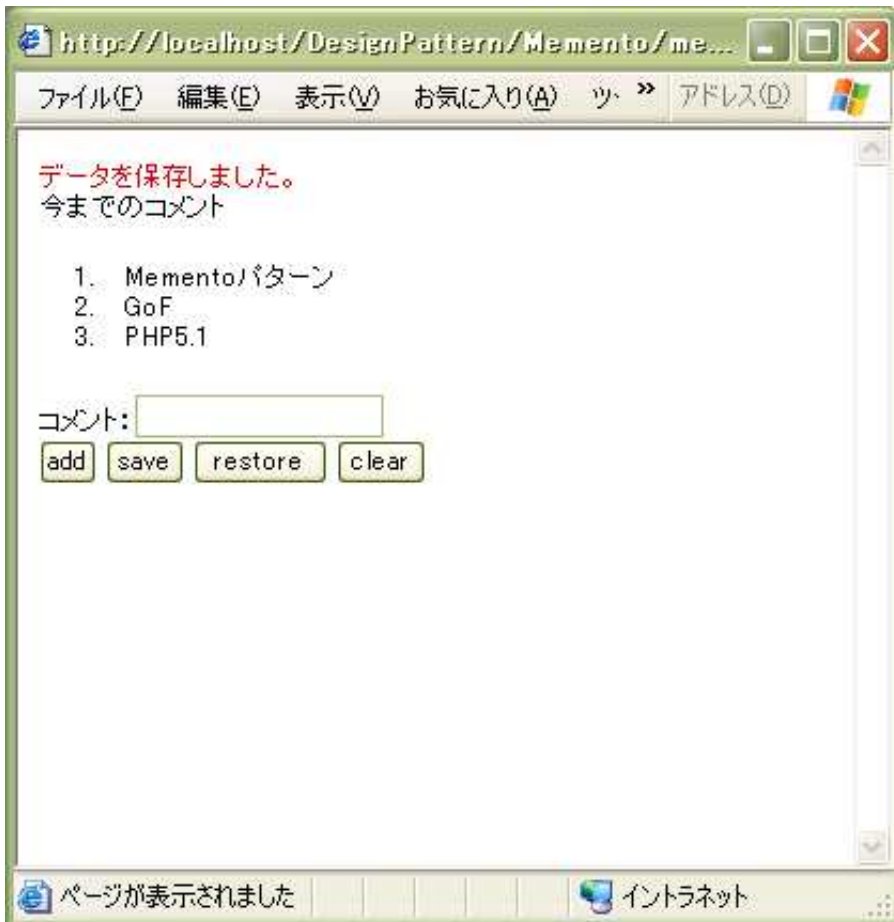 http://localhost/DesignPattern/Memento/me...
ファイル(F) 編集(E) 表示(V) お気に入り(A) ツ » アドレス(D)
データを保存しました。
今までのコメント
1. Mementoパターン
2. GoF
3. PHP5.1
コメント:
add save restore clear
ページが表示されました イントラネット